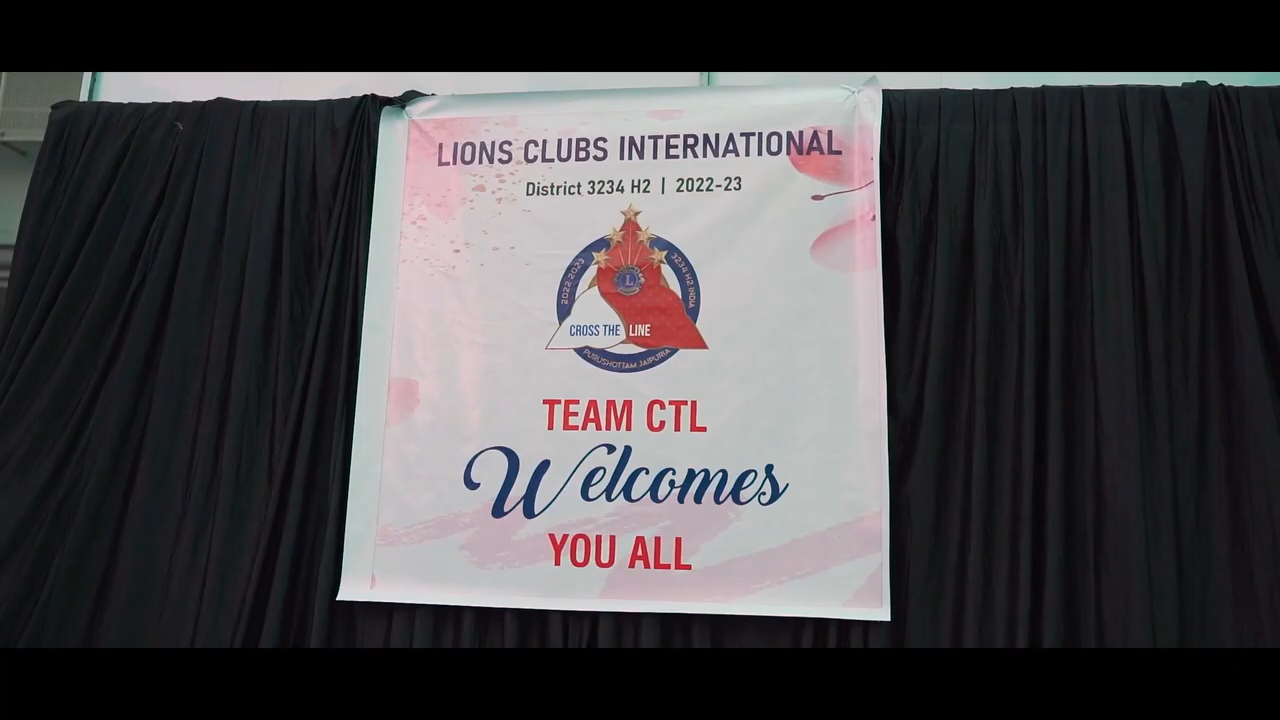 LIONS CLUBS INTERNATIONAL
District 3234 H2 | 2022-23
2022-2023
3234 H2 INDIA
L
CROSS THE LINE
PURUSHOTTAM JAIPURIA
TEAM CTL
Welcomes
YOU ALL